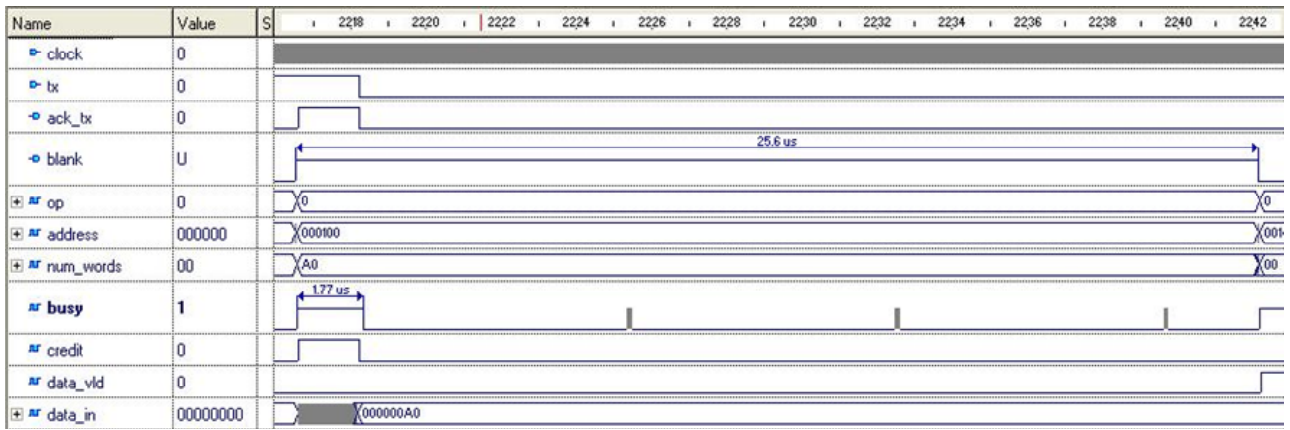 Name Value S 2218 2220 2222 2224 2226 2228 2230 2232 2234 2236 2238 2240 2242
clock 0
tx 0
ack_tx 0
25.6 us
blank U
op 0 0 0
address 000000 000100 001
num_words 00 A0 00
1.77 us
busy 1
credit 0
data_vld 0
data_in 00000000 000000A0